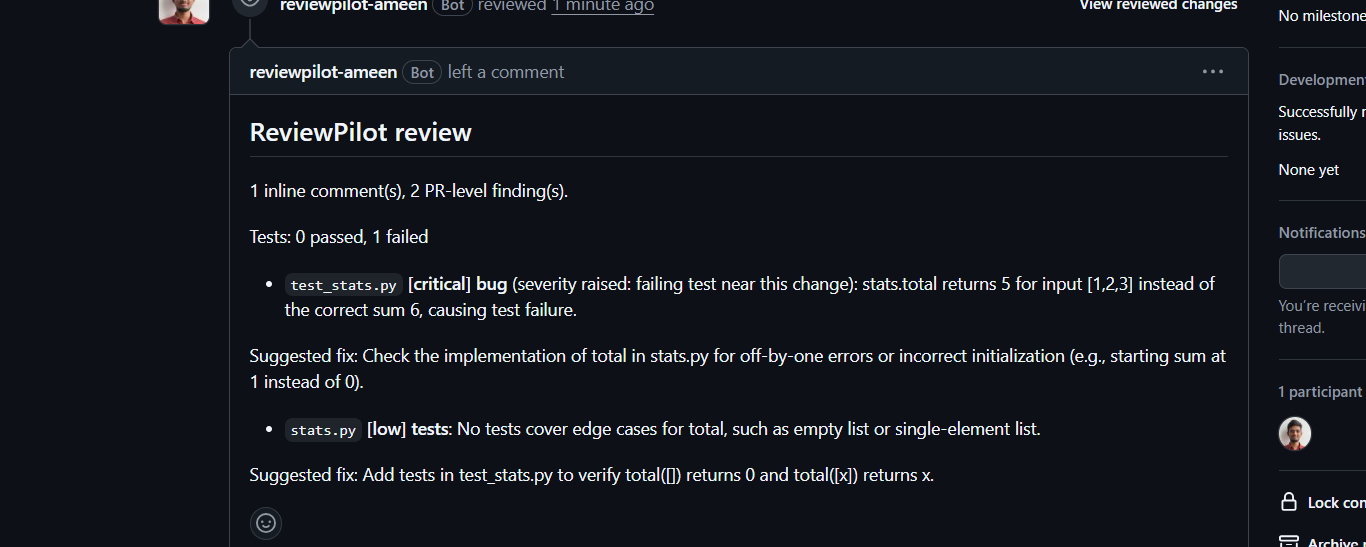 reviewpilot-ameen Bot reviewed 1 minute ago
View reviewed changes
reviewpilot-ameen Bot left a comment
ReviewPilot review
1 inline comment(s), 2 PR-level finding(s).
Tests: 0 passed, 1 failed
• test_stats.py [critical] bug (severity raised: failing test near this change): stats.total returns 5 for input [1,2,3] instead of
the correct sum 6, causing test failure.
Suggested fix: Check the implementation of total in stats.py for off-by-one errors or incorrect initialization (e.g., starting sum at
1 instead of 0).
• stats.py [low] tests: No tests cover edge cases for total, such as empty list or single-element list.
Suggested fix: Add tests in test_stats.py to verify total([]) returns 0 and total([x]) returns x.
No milestone
Development
Successfully
issues.
None yet
Notifications
You're
thread.
1 participant
Lock
Archive